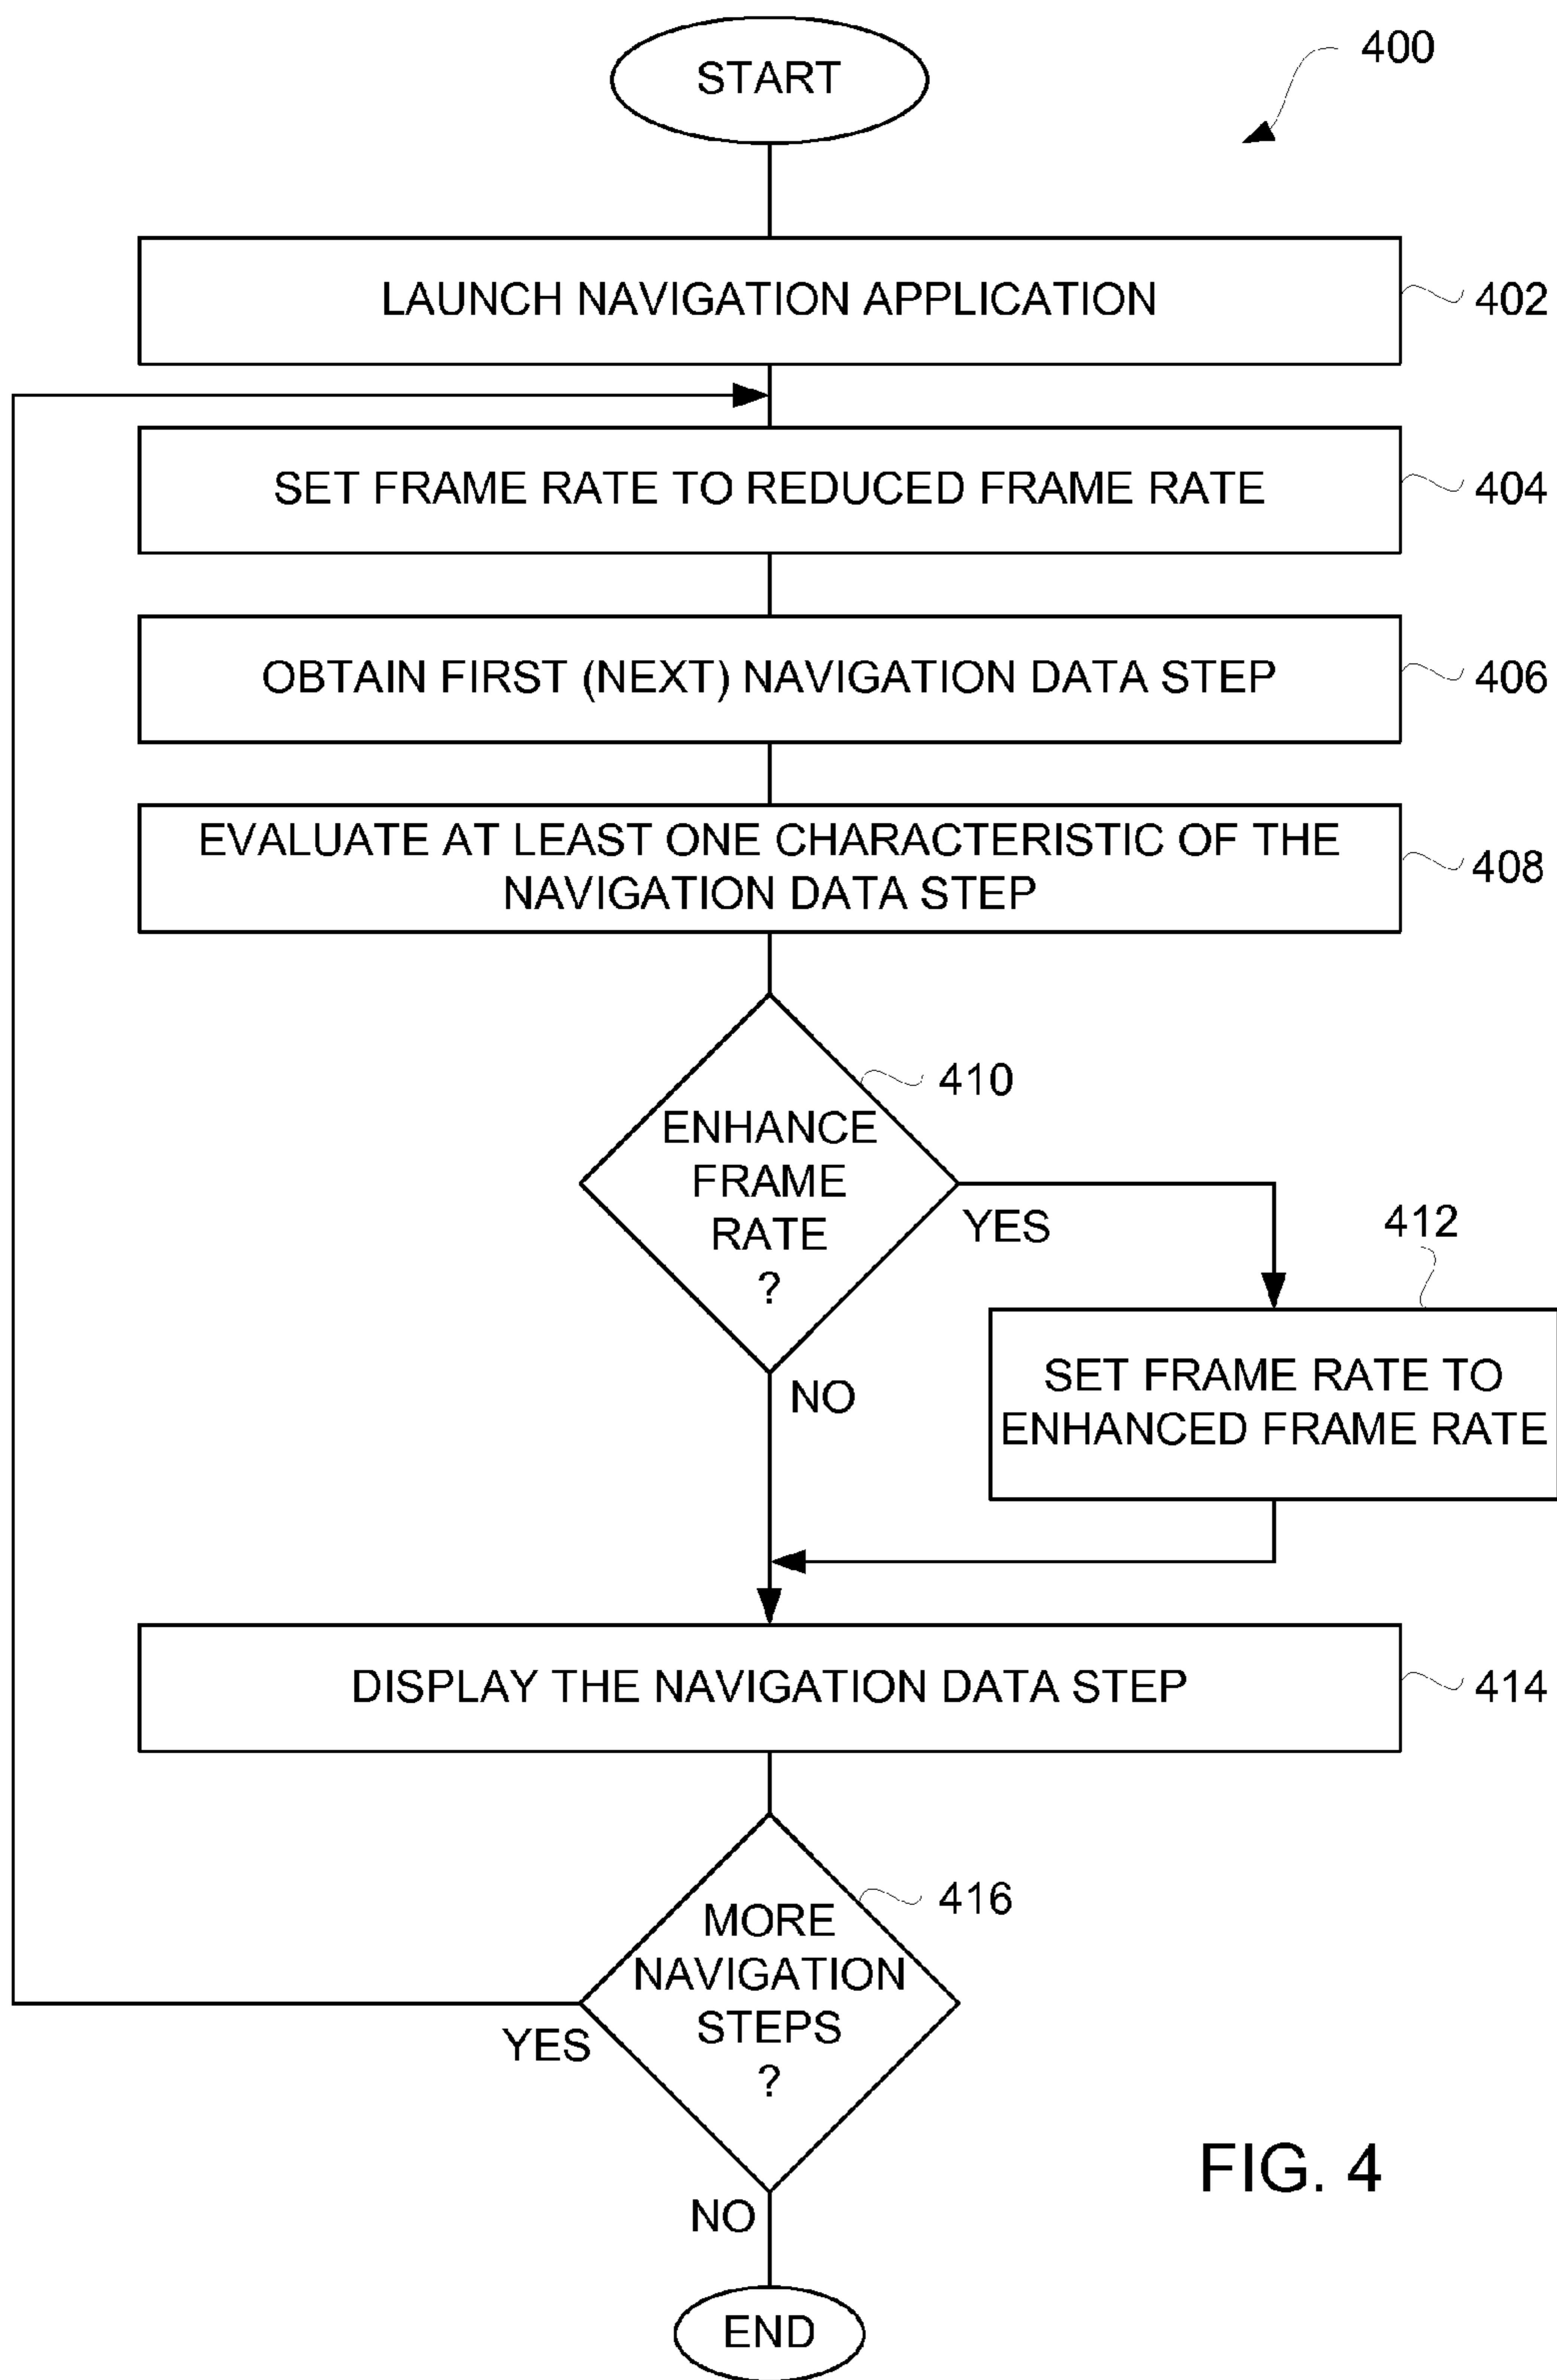 START
400
LAUNCH NAVIGATION APPLICATION
402
SET FRAME RATE TO REDUCED FRAME RATE
404
OBTAIN FIRST (NEXT) NAVIGATION DATA STEP
406
EVALUATE AT LEAST ONE CHARACTERISTIC OF THE
NAVIGATION DATA STEP
408
410
ENHANCE
FRAME
RATE
?
YES
NO
412
SET FRAME RATE TO
ENHANCED FRAME RATE
DISPLAY THE NAVIGATION DATA STEP
414
416
MORE
NAVIGATION
STEPS
?
YES
NO
END
FIG. 4